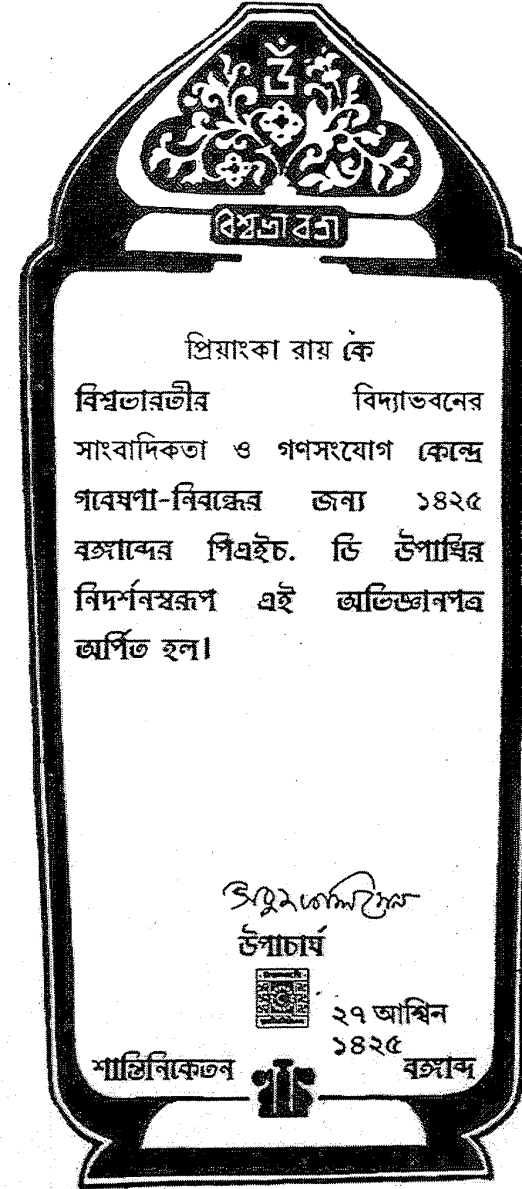 বিশ্বভারতী
প্রিয়াংকা রায় কে
বিশ্বভারতীর বিদ্যাভবনের
সাংবাদিকতা ও গণসংযোগ কেন্দ্রে
গবেষণা-নিবন্ধের জন্য ১৪২৫
বঙ্গাব্দের পিএইচ. ডি উপাধির
নিদর্শনস্বরূপ এই অভিজ্ঞানপত্র
অর্পিত হল।
উপাচার্য
২৭ আশ্বিন
১৪২৫
শান্তিনিকেতন বঙ্গাব্দ